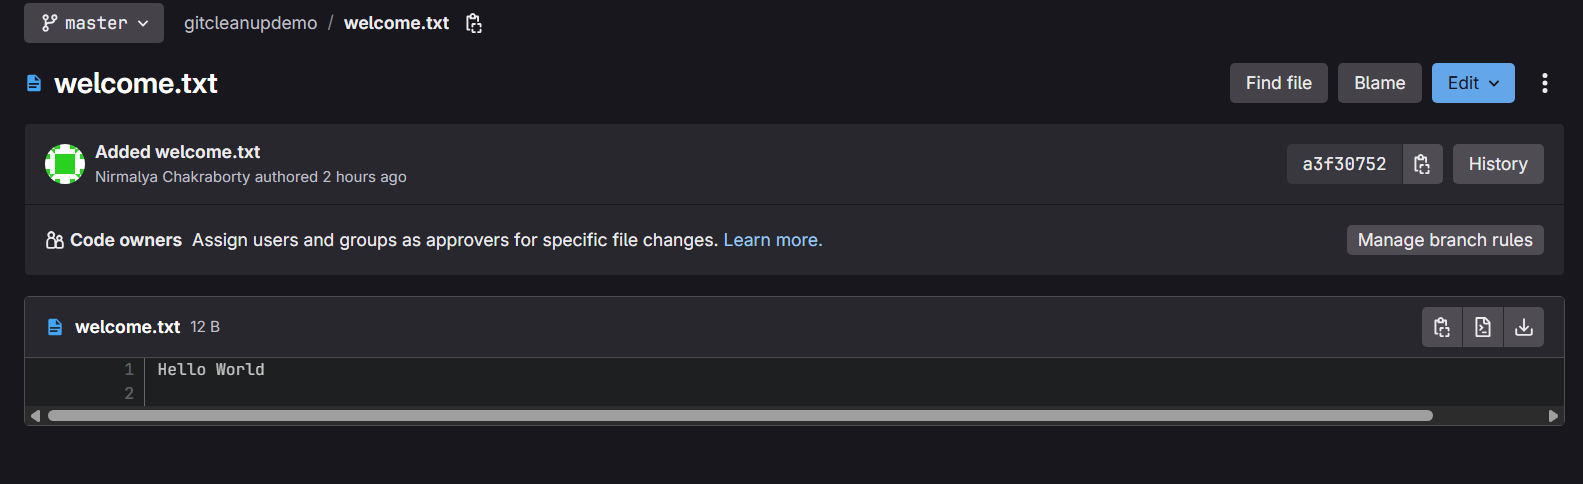 master gitcleanupdemo / welcome.txt
welcome.txt Find file Blame Edit
Added welcome.txt
Nirmalya Chakraborty authored 2 hours ago
a3f30752 History
Code owners Assign users and groups as approvers for specific file changes. Learn more. Manage branch rules
welcome.txt 12 B
1 Hello World
2